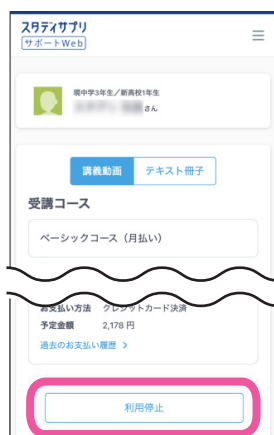 スタディサプリ
サポートWeb
現中学3年生／新高校1年生
さん
講義動画 テキスト冊子
受講コース
ベーシックコース（月払い）
お支払い方法 クレジットカード決済
予定金額 2,178 円
過去のお支払い履歴 >
利用停止